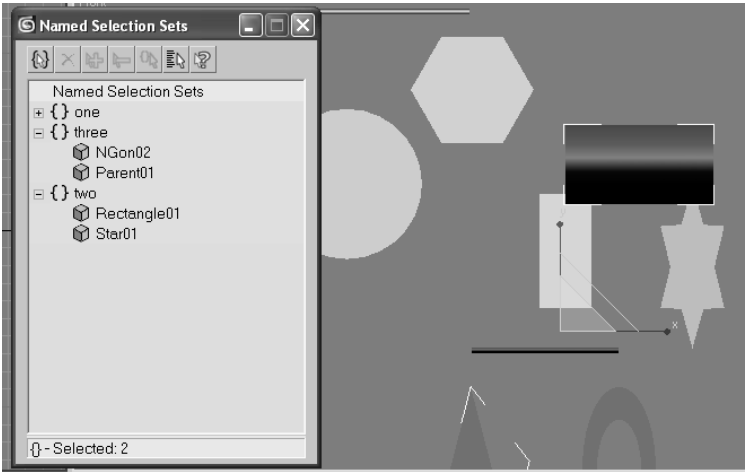 Named Selection Sets
Named Selection Sets
{} one
{} three
NGon02
Parent01
{} two
Rectangle01
Star01
x
{} - Selected: 2